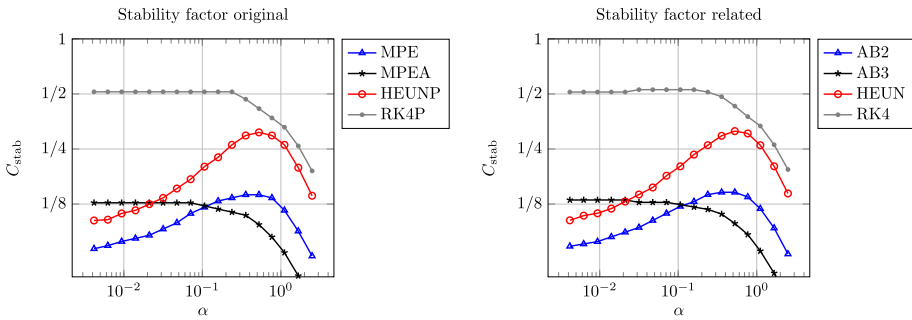 Stability factor original
1
1/2
1/4
1/8
C_stab
10^−2
10^−1
10^0
α
MPE
MPEA
HEUNP
RK4P
Stability factor related
1
1/2
1/4
1/8
C_stab
10^−2
10^−1
10^0
α
AB2
AB3
HEUN
RK4